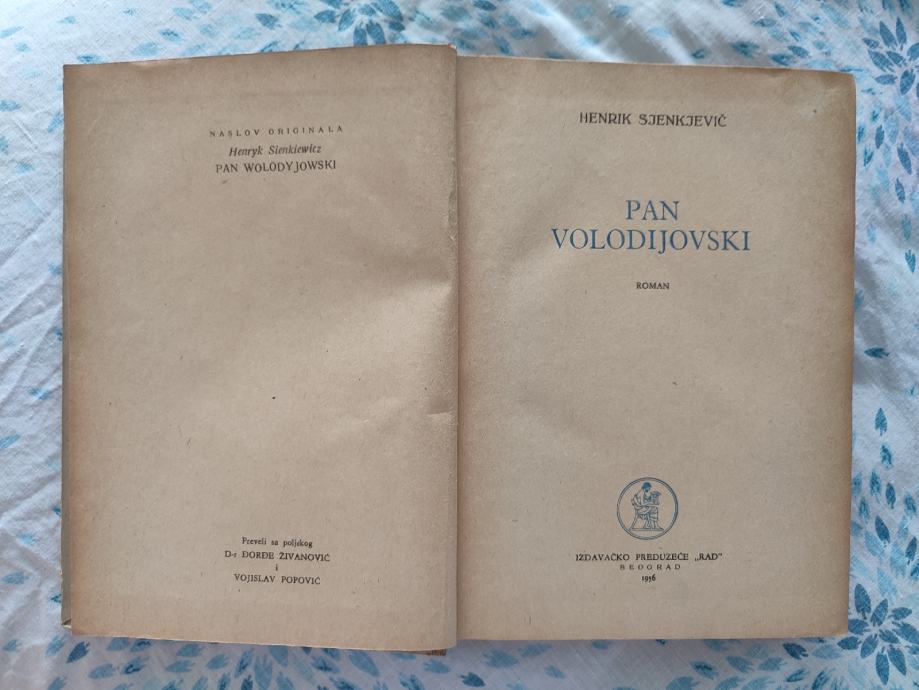 NASLOV ORIGINALA
Henryk Sienkiewicz
PAN WOLODYJOWSKI
Preveli sa poljskog
D-r ĐORĐE ŽIVANOVIĆ
i
VOJISLAV POPOVIĆ
HENRIK SJENKJEVIČ
PAN
VOLODIJOVSKI
ROMAN
IZDAVAČKO PREDUZEĆE „RAD"
BEOGRAD
1956